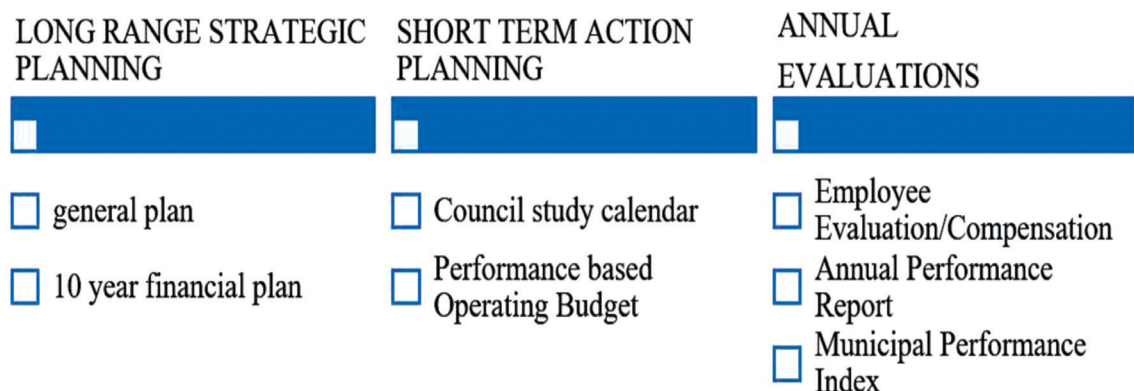 LONG RANGE STRATEGIC
PLANNING
general plan
10 year financial plan
SHORT TERM ACTION
PLANNING
Council study calendar
Performance based
Operating Budget
ANNUAL
EVALUATIONS
Employee
Evaluation/Compensation
Annual Performance
Report
Municipal Performance
Index